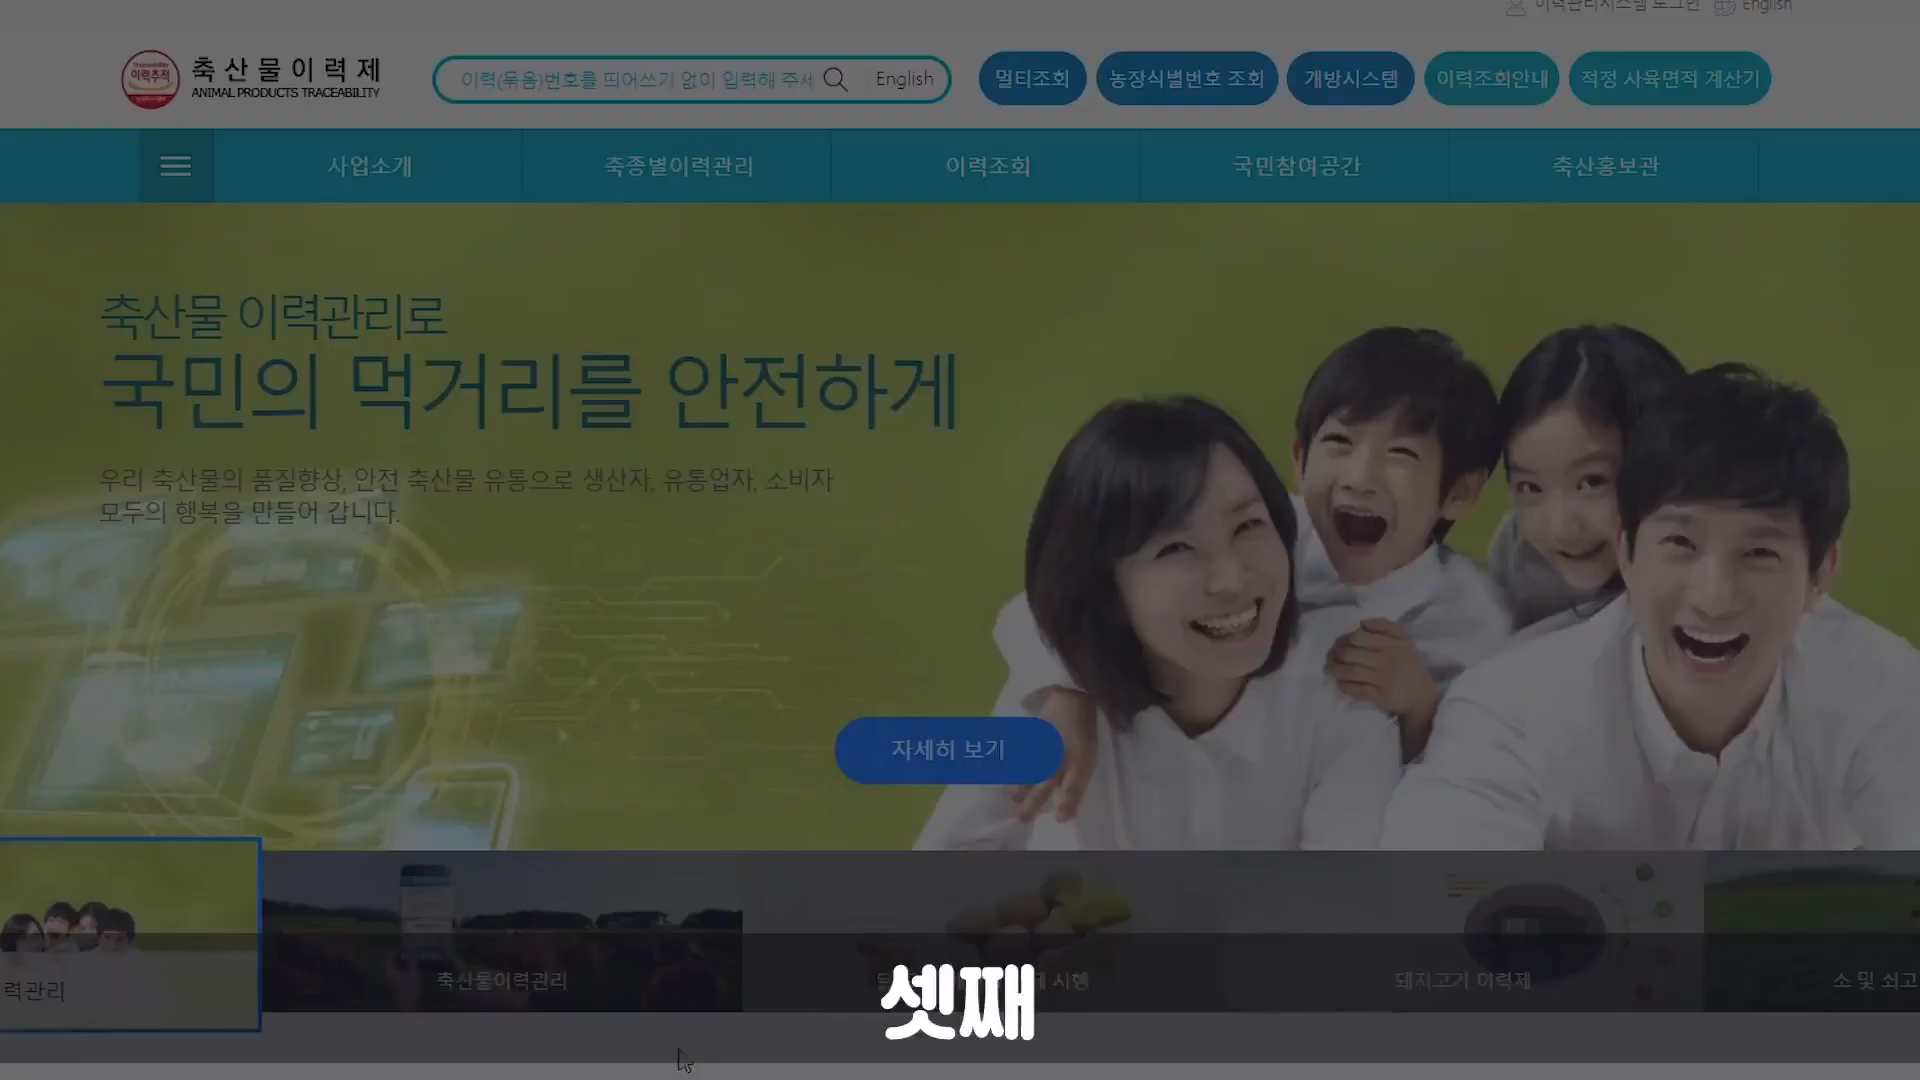 이력관리시스템 로그인 English
이력추적
축산물이력제
ANIMAL PRODUCTS TRACEABILITY
이력(묶음)번호를 띄어쓰기 없이 입력해 주세 English
멀티조회
농장식별번호 조회
개방시스템
이력조회안내
적정 사육면적 계산기
사업소개
축종별이력관리
이력조회
국민참여공간
축산홍보관
축산물 이력관리로
국민의 먹거리를 안전하게
우리 축산물의 품질향상, 안전 축산물 유통으로 생산자, 유통업자, 소비자
모두의 행복을 만들어 갑니다.
자세히 보기
력관리
축산물이력관리
시행
돼지고기 이력제
소 및 쇠고
셋째